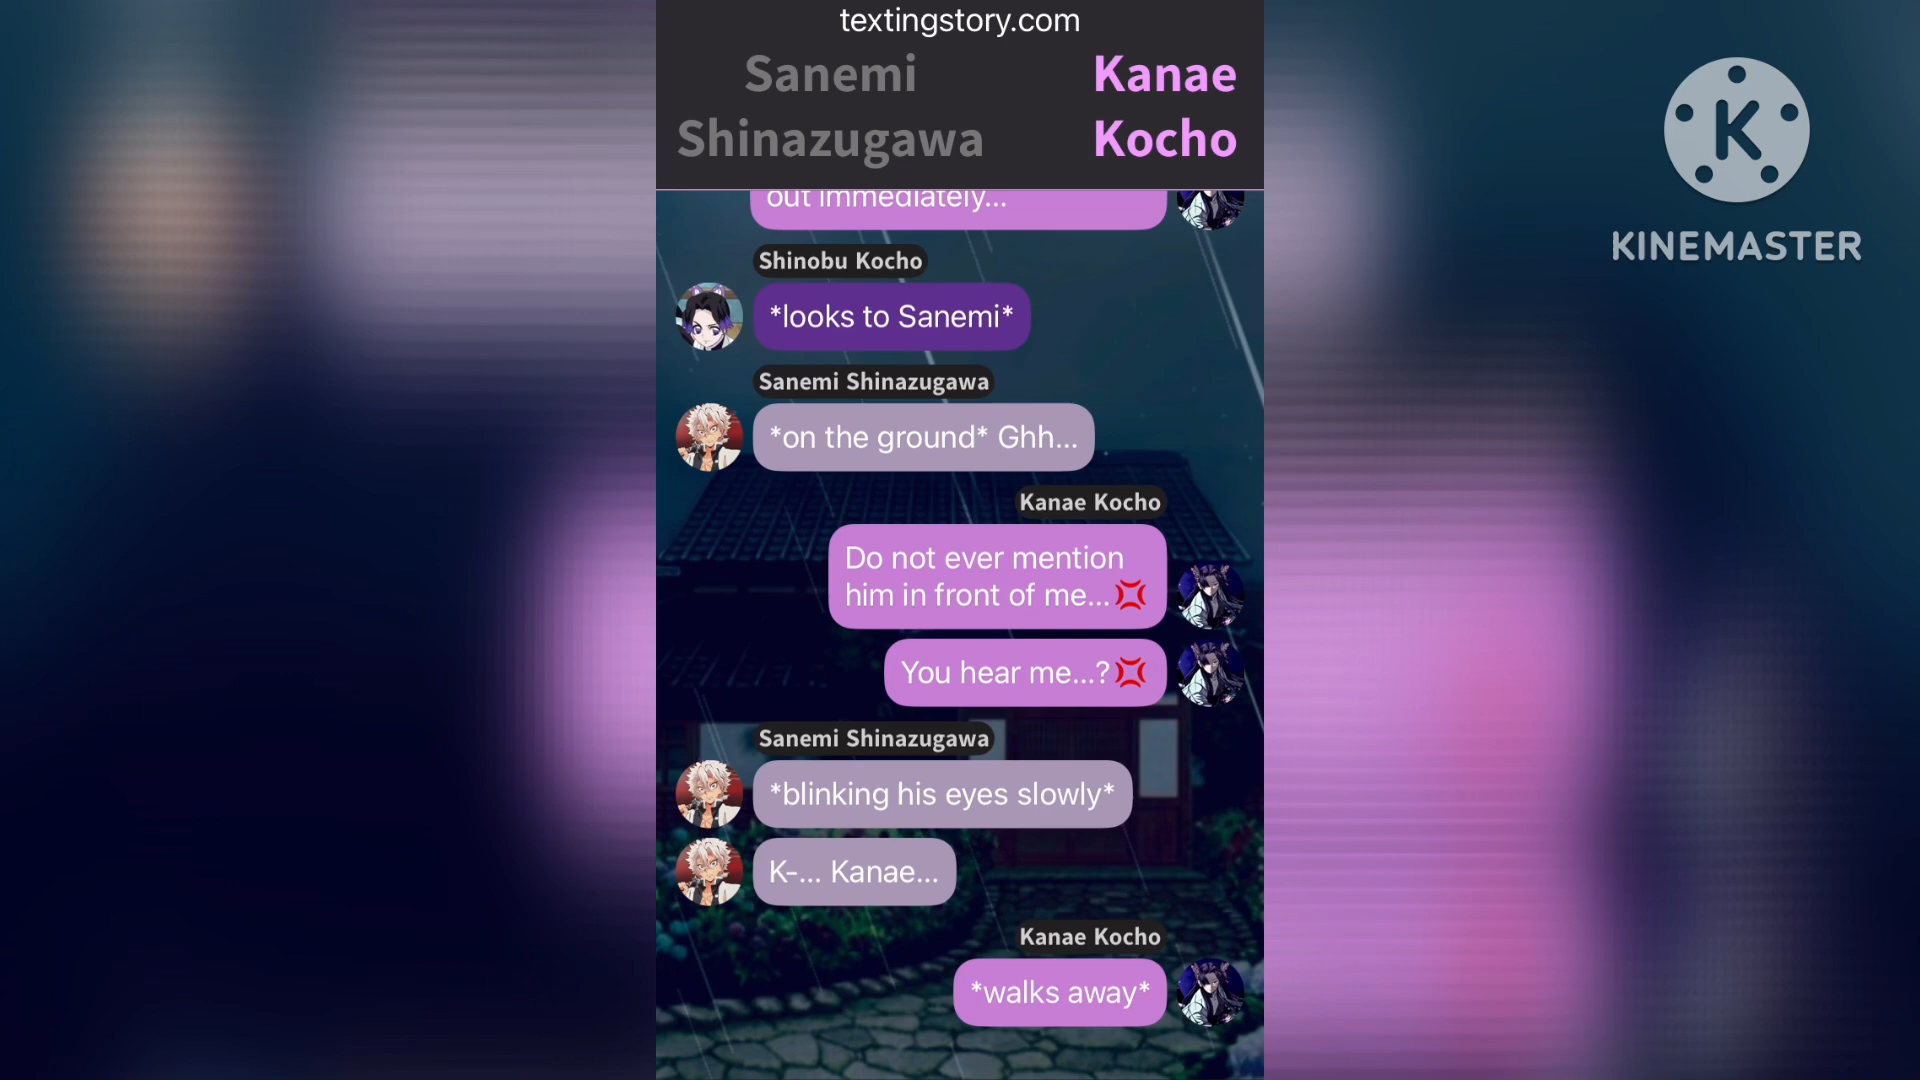 textingstory.com
Sanemi
Shinazugawa
Kanae
Kocho
out immediately...
Shinobu Kocho
*looks to Sanemi*
Sanemi Shinazugawa
*on the ground* Ghh...
Kanae Kocho
Do not ever mention
him in front of me...💢
You hear me...?💢
Sanemi Shinazugawa
*blinking his eyes slowly*
K-... Kanae...
Kanae Kocho
*walks away*
K
KINEMASTER